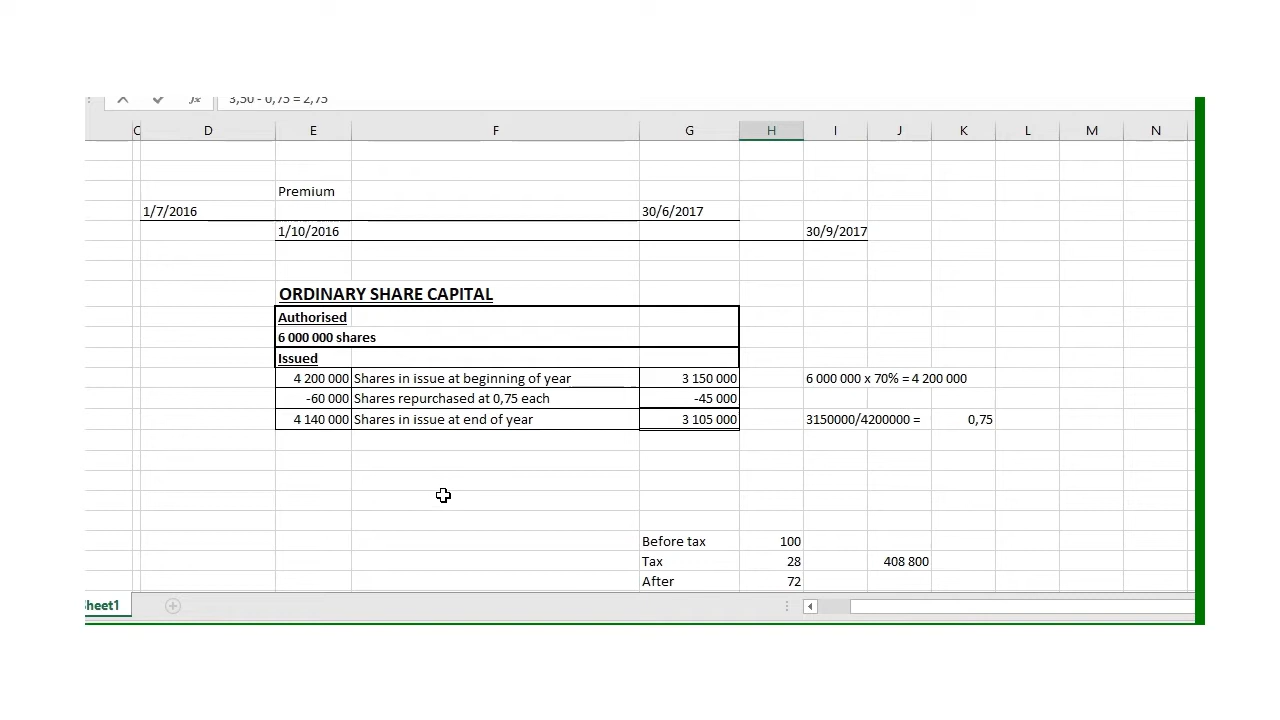 3,50 - 0,75 = 2,75
C D E F G H I J K L M N
Premium
1/7/2016 30/6/2017
1/10/2016 30/9/2017
ORDINARY SHARE CAPITAL
Authorised
6 000 000 shares
Issued
4 200 000 Shares in issue at beginning of year 3 150 000 6 000 000 x 70% = 4 200 000
-60 000 Shares repurchased at 0,75 each -45 000
4 140 000 Shares in issue at end of year 3 105 000 3150000/4200000 = 0,75
Before tax 100
Tax 28 408 800
After 72
heet1